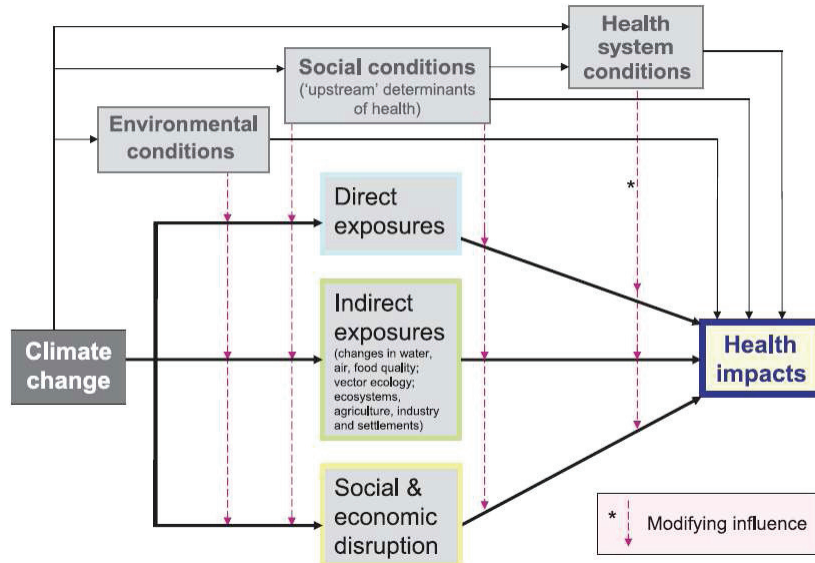 Health
system
conditions
Social conditions
(‘upstream’ determinants
of health)
Environmental
conditions
Direct
exposures
*
Indirect
exposures
(changes in water,
air, food quality;
vector ecology;
ecosystems,
agriculture, industry
and settlements)
Climate
change
Health
impacts
Social &
economic
disruption
* Modifying influence